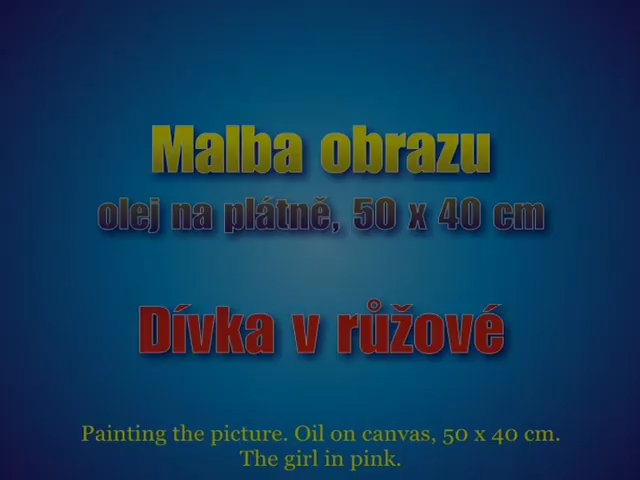 Malba obrazu
olej na plátně, 50 x 40 cm
Dívka v růžové
Painting the picture. Oil on canvas, 50 x 40 cm.
The girl in pink.